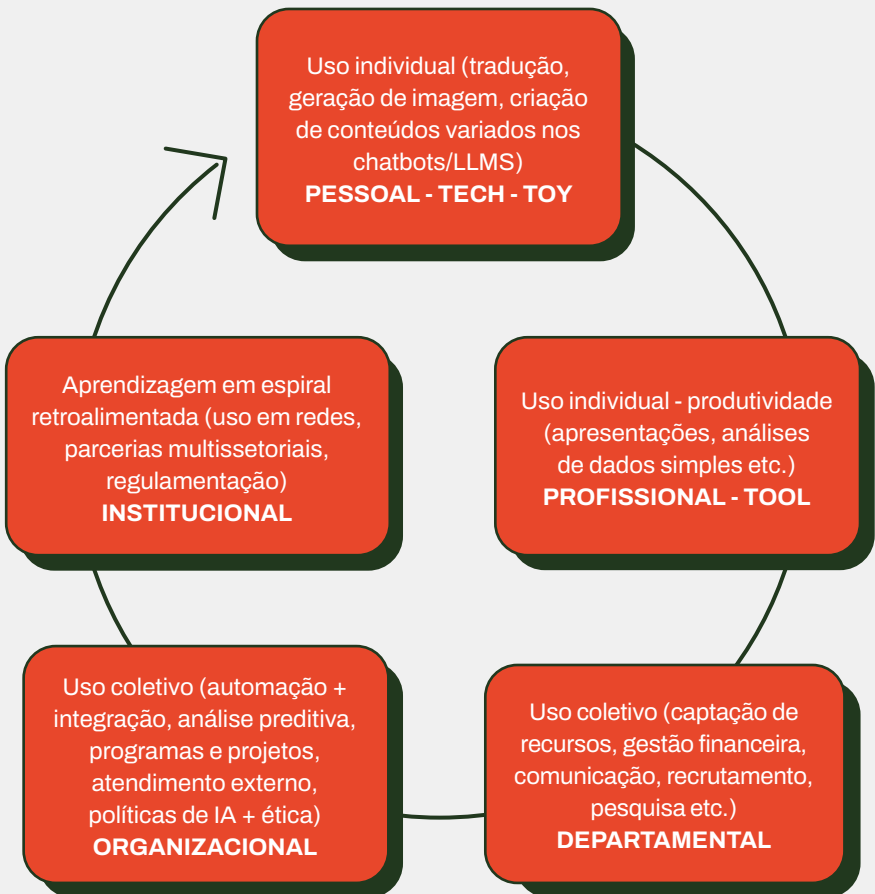 Uso individual (tradução,
geração de imagem, criação
de conteúdos variados nos
chatbots/LLMS)
PESSOAL - TECH - TOY
Uso individual - produtividade
(apresentações, análises
de dados simples etc.)
PROFISSIONAL - TOOL
Uso coletivo (captação de
recursos, gestão financeira,
comunicação, recrutamento,
pesquisa etc.)
DEPARTAMENTAL
Uso coletivo (automação +
integração, análise preditiva,
programas e projetos,
atendimento externo,
políticas de IA + ética)
ORGANIZACIONAL
Aprendizagem em espiral
retroalimentada (uso em redes,
parcerias multissetoriais,
regulamentação)
INSTITUCIONAL